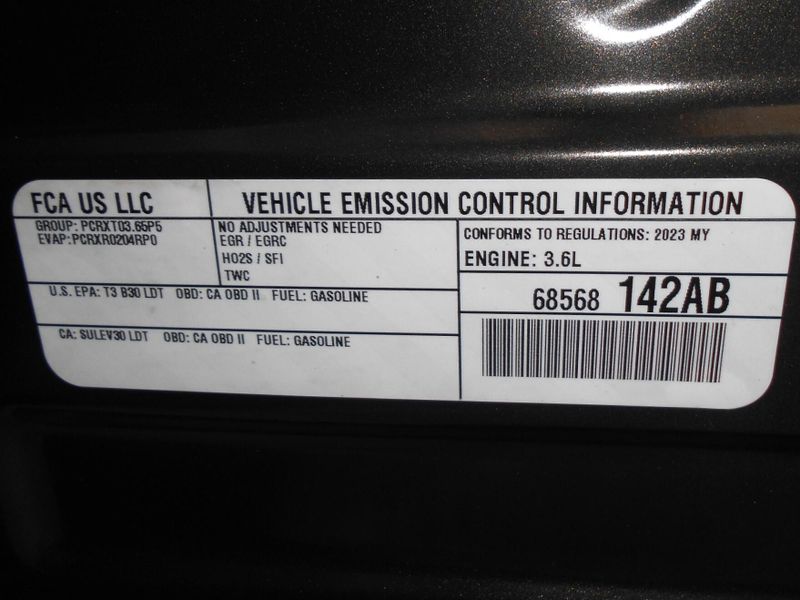 FCA US LLC
VEHICLE EMISSION CONTROL INFORMATION
GROUP: PCRXT03.65P5
EVAP:PCRXR0204RP0
NO ADJUSTMENTS NEEDED
EGR / EGRC
HO2S / SFI
TWC
CONFORMS TO REGULATIONS: 2023 MY
ENGINE: 3.6L
U.S. EPA: T3 B30 LDT OBD: CA OBD II FUEL: GASOLINE
68568 142AB
CA: SULEV30 LDT OBD: CA OBD II FUEL: GASOLINE